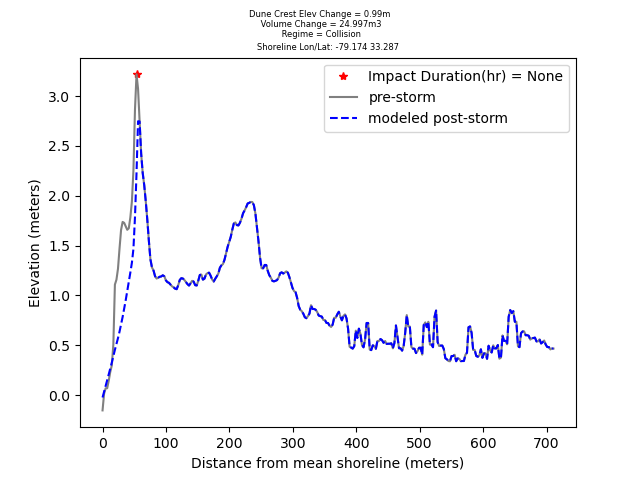 Dune Crest Elev Change = 0.99m
Volume Change = 24.997m3
Regime = Collision
Shoreline Lon/Lat: -79.174 33.287
Impact Duration(hr) = None
pre-storm
modeled post-storm
Elevation (meters)
3.0
2.5
2.0
1.5
1.0
0.5
0.0
0 100 200 300 400 500 600 700
Distance from mean shoreline (meters)